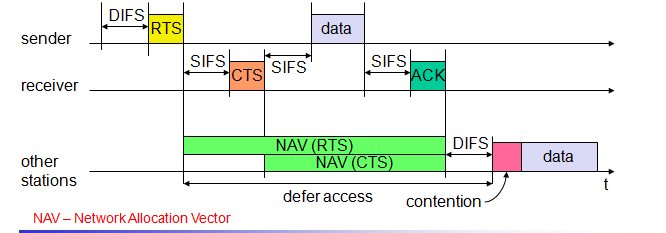 DIFS
RTS
data
sender
SIFS
CTS
SIFS
SIFS
ACK
receiver
NAV (RTS)
DIFS
NAV (CTS)
data
other
stations
t
defer access
contention
NAV – Network Allocation Vector